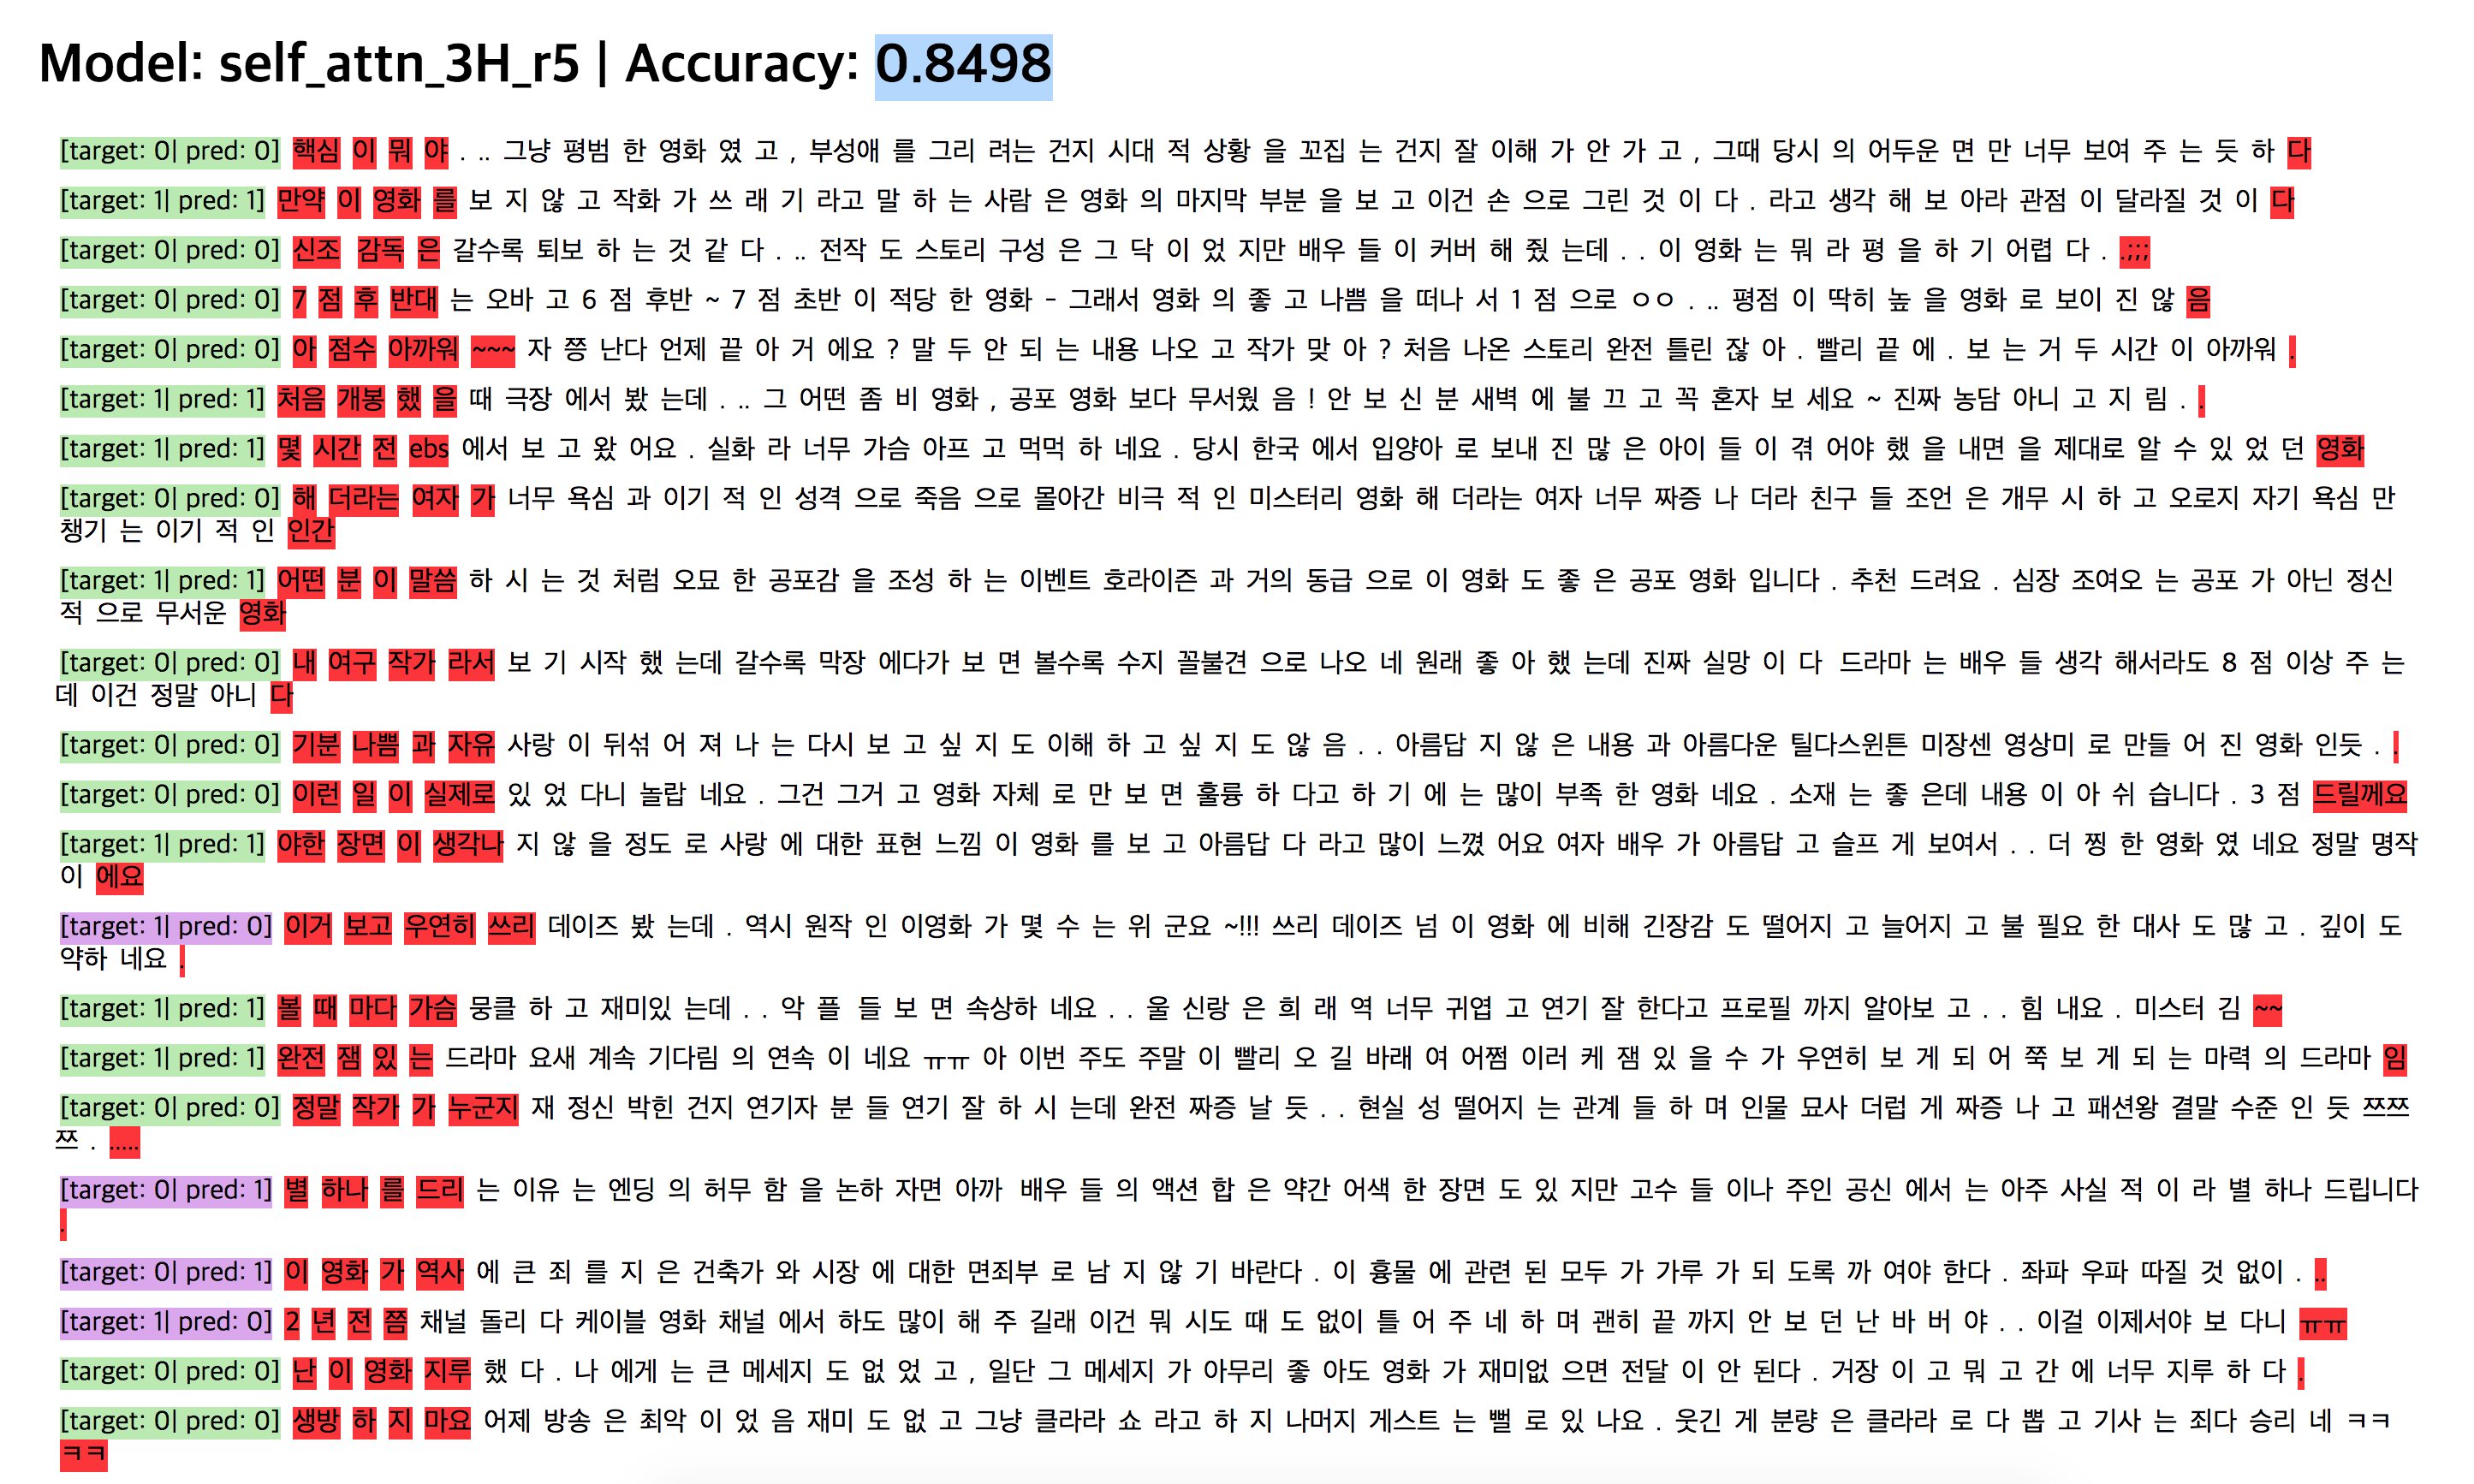 Model: self_attn_3H_r5 | Accuracy: 0.8498
[target: 0| pred: 0] 핵심 이 뭐 야 . .. 그냥 평범 한 영화 였 고 , 부성애 를 그리 려는 건지 시대 적 상황 을 꼬집 는 건지 잘 이해 가 안 가 고 , 그때 당시 의 어두운 면 만 너무 보여 주 는 듯 하 다
[target: 1| pred: 1] 만약 이 영화 를 보 지 않 고 작화 가 쓰 래 기 라고 말 하 는 사람 은 영화 의 마지막 부분 을 보 고 이건 손 으로 그린 것 이 다 . 라고 생각 해 보 아라 관점 이 달라질 것 이 다
[target: 0| pred: 0] 신조 감독 은 갈수록 퇴보 하 는 것 같 다 . .. 전작 도 스토리 구성 은 그 닥 이 었 지만 배우 들 이 커버 해 줬 는데 . . 이 영화 는 뭐 라 평 을 하 기 어렵 다 . .;;;
[target: 0| pred: 0] 7 점 후 반대 는 오바 고 6 점 후반 ~ 7 점 초반 이 적당 한 영화 - 그래서 영화 의 좋 고 나쁨 을 떠나 서 1 점 으로 ㅇㅇ . .. 평점 이 딱히 높 을 영화 로 보이 진 않 음
[target: 0| pred: 0] 아 점수 아까워 ~~~ 자 쯩 난다 언제 끝 아 거 에요 ? 말 두 안 되 는 내용 나오 고 작가 맞 아 ? 처음 나온 스토리 완전 틀린 잖 아 . 빨리 끝 에 . 보 는 거 두 시간 이 아까워 .
[target: 1| pred: 1] 처음 개봉 했 을 때 극장 에서 봤 는데 . .. 그 어떤 좀 비 영화 , 공포 영화 보다 무서웠 음 ! 안 보 신 분 새벽 에 불 끄 고 꼭 혼자 보 세요 ~ 진짜 농담 아니 고 지 림 . .
[target: 1| pred: 1] 몇 시간 전 ebs 에서 보 고 왔 어요 . 실화 라 너무 가슴 아프 고 먹먹 하 네요 . 당시 한국 에서 입양아 로 보내 진 많 은 아이 들 이 겪 어야 했 을 내면 을 제대로 알 수 있 었 던 영화
[target: 0| pred: 0] 해 더라는 여자 가 너무 욕심 과 이기 적 인 성격 으로 죽음 으로 몰아간 비극 적 인 미스터리 영화 해 더라는 여자 너무 짜증 나 더라 친구 들 조언 은 개무 시 하 고 오로지 자기 욕심 만
챙기 는 이기 적 인 인간
[target: 1| pred: 1] 어떤 분 이 말씀 하 시 는 것 처럼 오묘 한 공포감 을 조성 하 는 이벤트 호라이즌 과 거의 동급 으로 이 영화 도 좋 은 공포 영화 입니다 . 추천 드려요 . 심장 조여오 는 공포 가 아닌 정신
적 으로 무서운 영화
[target: 0| pred: 0] 내 여구 작가 라서 보 기 시작 했 는데 갈수록 막장 에다가 보 면 볼수록 수지 꼴불견 으로 나오 네 원래 좋 아 했 는데 진짜 실망 이 다 드라마 는 배우 들 생각 해서라도 8 점 이상 주 는
데 이건 정말 아니 다
[target: 0| pred: 0] 기분 나쁨 과 자유 사랑 이 뒤섞 어 져 나 는 다시 보 고 싶 지 도 이해 하 고 싶 지 도 않 음 . . 아름답 지 않 은 내용 과 아름다운 틸다스윈튼 미장센 영상미 로 만들 어 진 영화 인듯 . .
[target: 0| pred: 0] 이런 일 이 실제로 있 었 다니 놀랍 네요 . 그건 그거 고 영화 자체 로 만 보 면 훌륭 하 다고 하 기 에 는 많이 부족 한 영화 네요 . 소재 는 좋 은데 내용 이 아 쉬 습니다 . 3 점 드릴께요
[target: 1| pred: 1] 야한 장면 이 생각나 지 않 을 정도 로 사랑 에 대한 표현 느낌 이 영화 를 보 고 아름답 다 라고 많이 느꼈 어요 여자 배우 가 아름답 고 슬프 게 보여서 . . 더 찡 한 영화 였 네요 정말 명작
이 에요
[target: 1| pred: 0] 이거 보고 우연히 쓰리 데이즈 봤 는데 . 역시 원작 인 이영화 가 몇 수 는 위 군요 ~!!! 쓰리 데이즈 넘 이 영화 에 비해 긴장감 도 떨어지 고 늘어지 고 불 필요 한 대사 도 많 고 . 깊이 도
약하 네요 .
[target: 1| pred: 1] 볼 때 마다 가슴 뭉클 하 고 재미있 는데 . . 악 플 들 보 면 속상하 네요 . . 울 신랑 은 희 래 역 너무 귀엽 고 연기 잘 한다고 프로필 까지 알아보 고 . . 힘 내요 . 미스터 김 ~~
[target: 1| pred: 1] 완전 잼 있 는 드라마 요새 계속 기다림 의 연속 이 네요 ㅠㅠ 아 이번 주도 주말 이 빨리 오 길 바래 여 어쩜 이러 케 잼 있 을 수 가 우연히 보 게 되 어 쭉 보 게 되 는 마력 의 드라마 임
[target: 0| pred: 0] 정말 작가 가 누군지 재 정신 박힌 건지 연기자 분 들 연기 잘 하 시 는데 완전 짜증 날 듯 . . 현실 성 떨어지 는 관계 들 하 며 인물 묘사 더럽 게 짜증 나 고 패션왕 결말 수준 인 듯 쯔쯔
쯔 . .....
[target: 0| pred: 1] 별 하나 를 드리 는 이유 는 엔딩 의 허무 함 을 논하 자면 아까 배우 들 의 액션 합 은 약간 어색 한 장면 도 있 지만 고수 들 이나 주인 공신 에서 는 아주 사실 적 이 라 별 하나 드립니다
.
[target: 0| pred: 1] 이 영화 가 역사 에 큰 죄 를 지 은 건축가 와 시장 에 대한 면죄부 로 남 지 않 기 바란다 . 이 흉물 에 관련 된 모두 가 가루 가 되 도록 까 여야 한다 . 좌파 우파 따질 것 없이 . ..
[target: 1| pred: 0] 2 년 전 쯤 채널 돌리 다 케이블 영화 채널 에서 하도 많이 해 주 길래 이건 뭐 시도 때 도 없이 틀 어 주 네 하 며 괜히 끝 까지 안 보 던 난 바 버 야 . . 이걸 이제서야 보 다니 ㅠㅠ
[target: 0| pred: 0] 난 이 영화 지루 했 다 . 나 에게 는 큰 메세지 도 없 었 고 , 일단 그 메세지 가 아무리 좋 아도 영화 가 재미없 으면 전달 이 안 된다 . 거장 이 고 뭐 고 간 에 너무 지루 하 다 .
[target: 0| pred: 0] 생방 하 지 마요 어제 방송 은 최악 이 었 음 재미 도 없 고 그냥 클라라 쇼 라고 하 지 나머지 게스트 는 뻘 로 있 나요 . 웃긴 게 분량 은 클라라 로 다 뽑 고 기사 는 죄다 승리 네 ㅋㅋ
ㅋㅋ